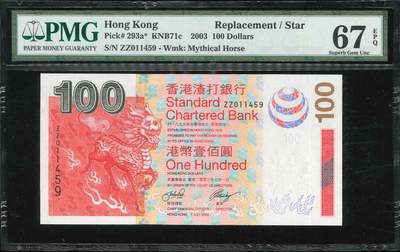 PMG
PAPER MONEY GUARANTY
Hong Kong Replacement / Star
Pick# 293a* KNB71c 2003 100 Dollars
S/N ZZ011459 - Wmk: Mythical Horse
67 EPQ
Superb Gem Unc
100
香港渣打銀行
Standard
Chartered Bank
ZZ011459
港幣壹佰圓
One Hundred
HONGKONG DOLLARS
100
ZZ011459